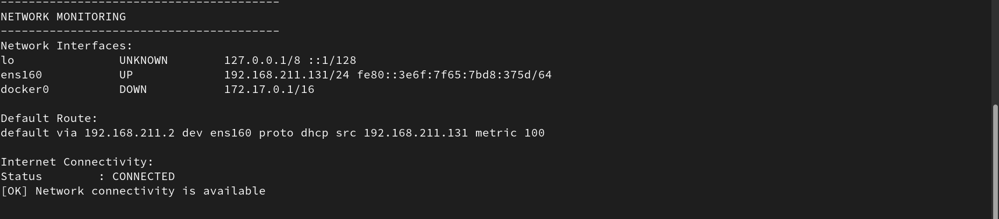 ----------------------------------------
NETWORK MONITORING
----------------------------------------
Network Interfaces:
lo               UNKNOWN        127.0.0.1/8 ::1/128
ens160           UP             192.168.211.131/24 fe80::3e6f:7f65:7bd8:375d/64
docker0          DOWN           172.17.0.1/16

Default Route:
default via 192.168.211.2 dev ens160 proto dhcp src 192.168.211.131 metric 100

Internet Connectivity:
Status        : CONNECTED
[OK] Network connectivity is available